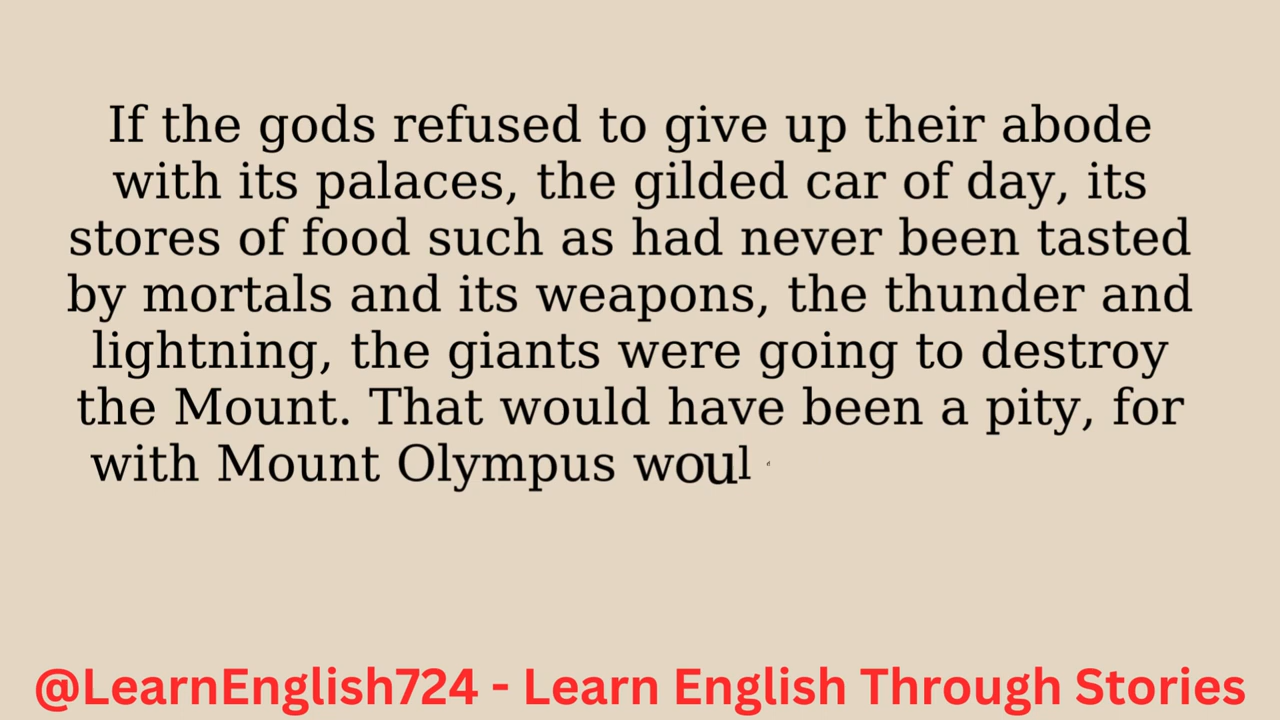 If the gods refused to give up their abode
with its palaces, the gilded car of day, its
stores of food such as had never been tasted
by mortals and its weapons, the thunder and
lightning, the giants were going to destroy
the Mount. That would have been a pity, for
with Mount Olympus woul
@LearnEnglish724 - Learn English Through Stories